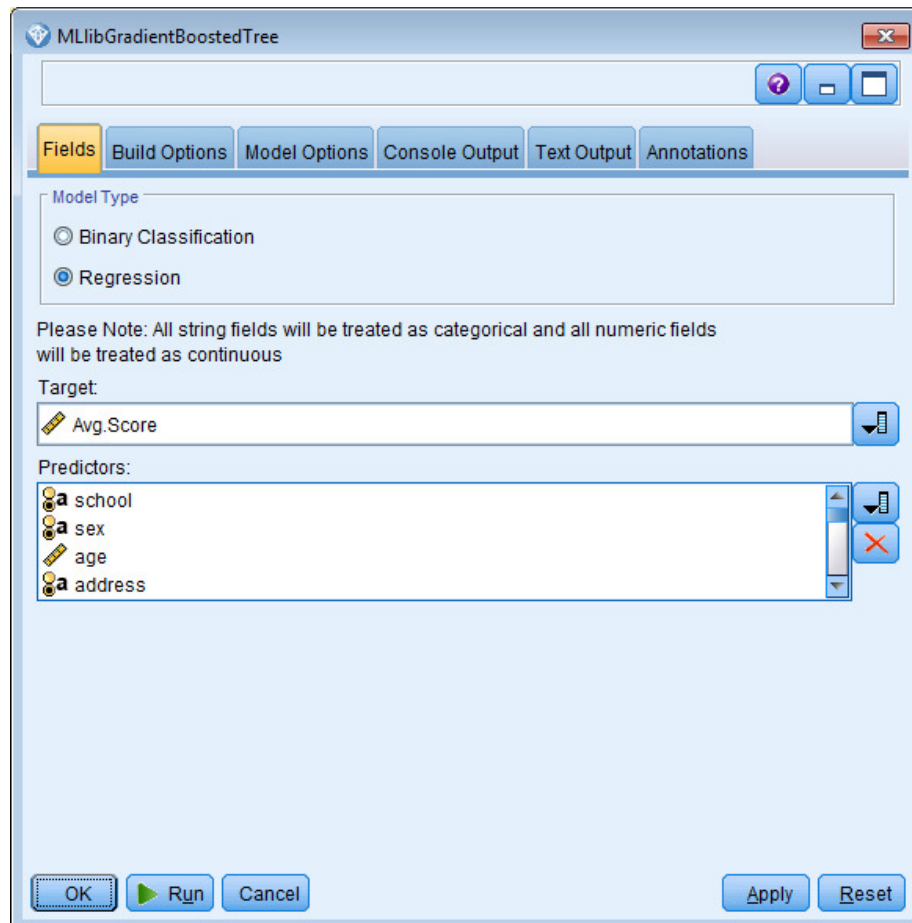 MLlibGradientBoostedTree
Fields Build Options Model Options Console Output Text Output Annotations
Model Type
Binary Classification
Regression
Please Note: All string fields will be treated as categorical and all numeric fields
will be treated as continuous
Target:
Avg.Score
Predictors:
a school
a sex
age
a address
OK Run Cancel Apply Reset